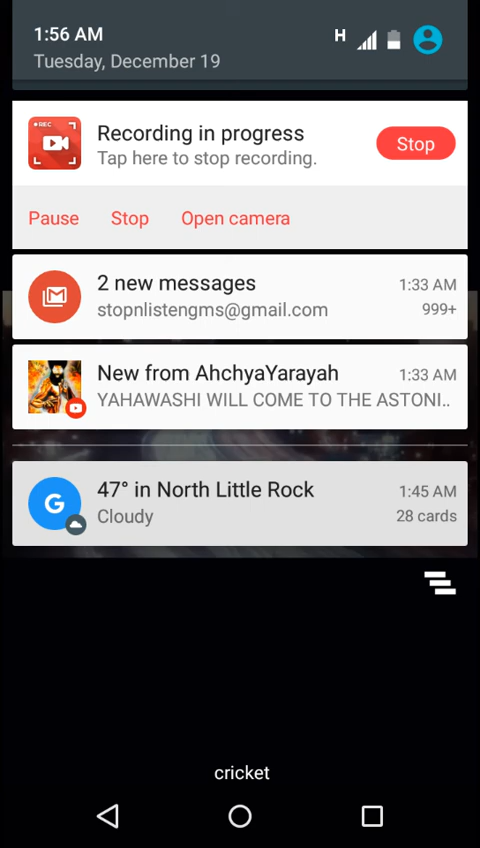 1:56 AM
H
Tuesday, December 19
REC
Recording in progress
Tap here to stop recording.
Stop
Pause Stop Open camera
2 new messages 1:33 AM
stopnlistengms@gmail.com 999+
New from AhchyaYarayah 1:33 AM
YAHAWASHI WILL COME TO THE ASTONI..
G
47° in North Little Rock 1:45 AM
Cloudy 28 cards
cricket